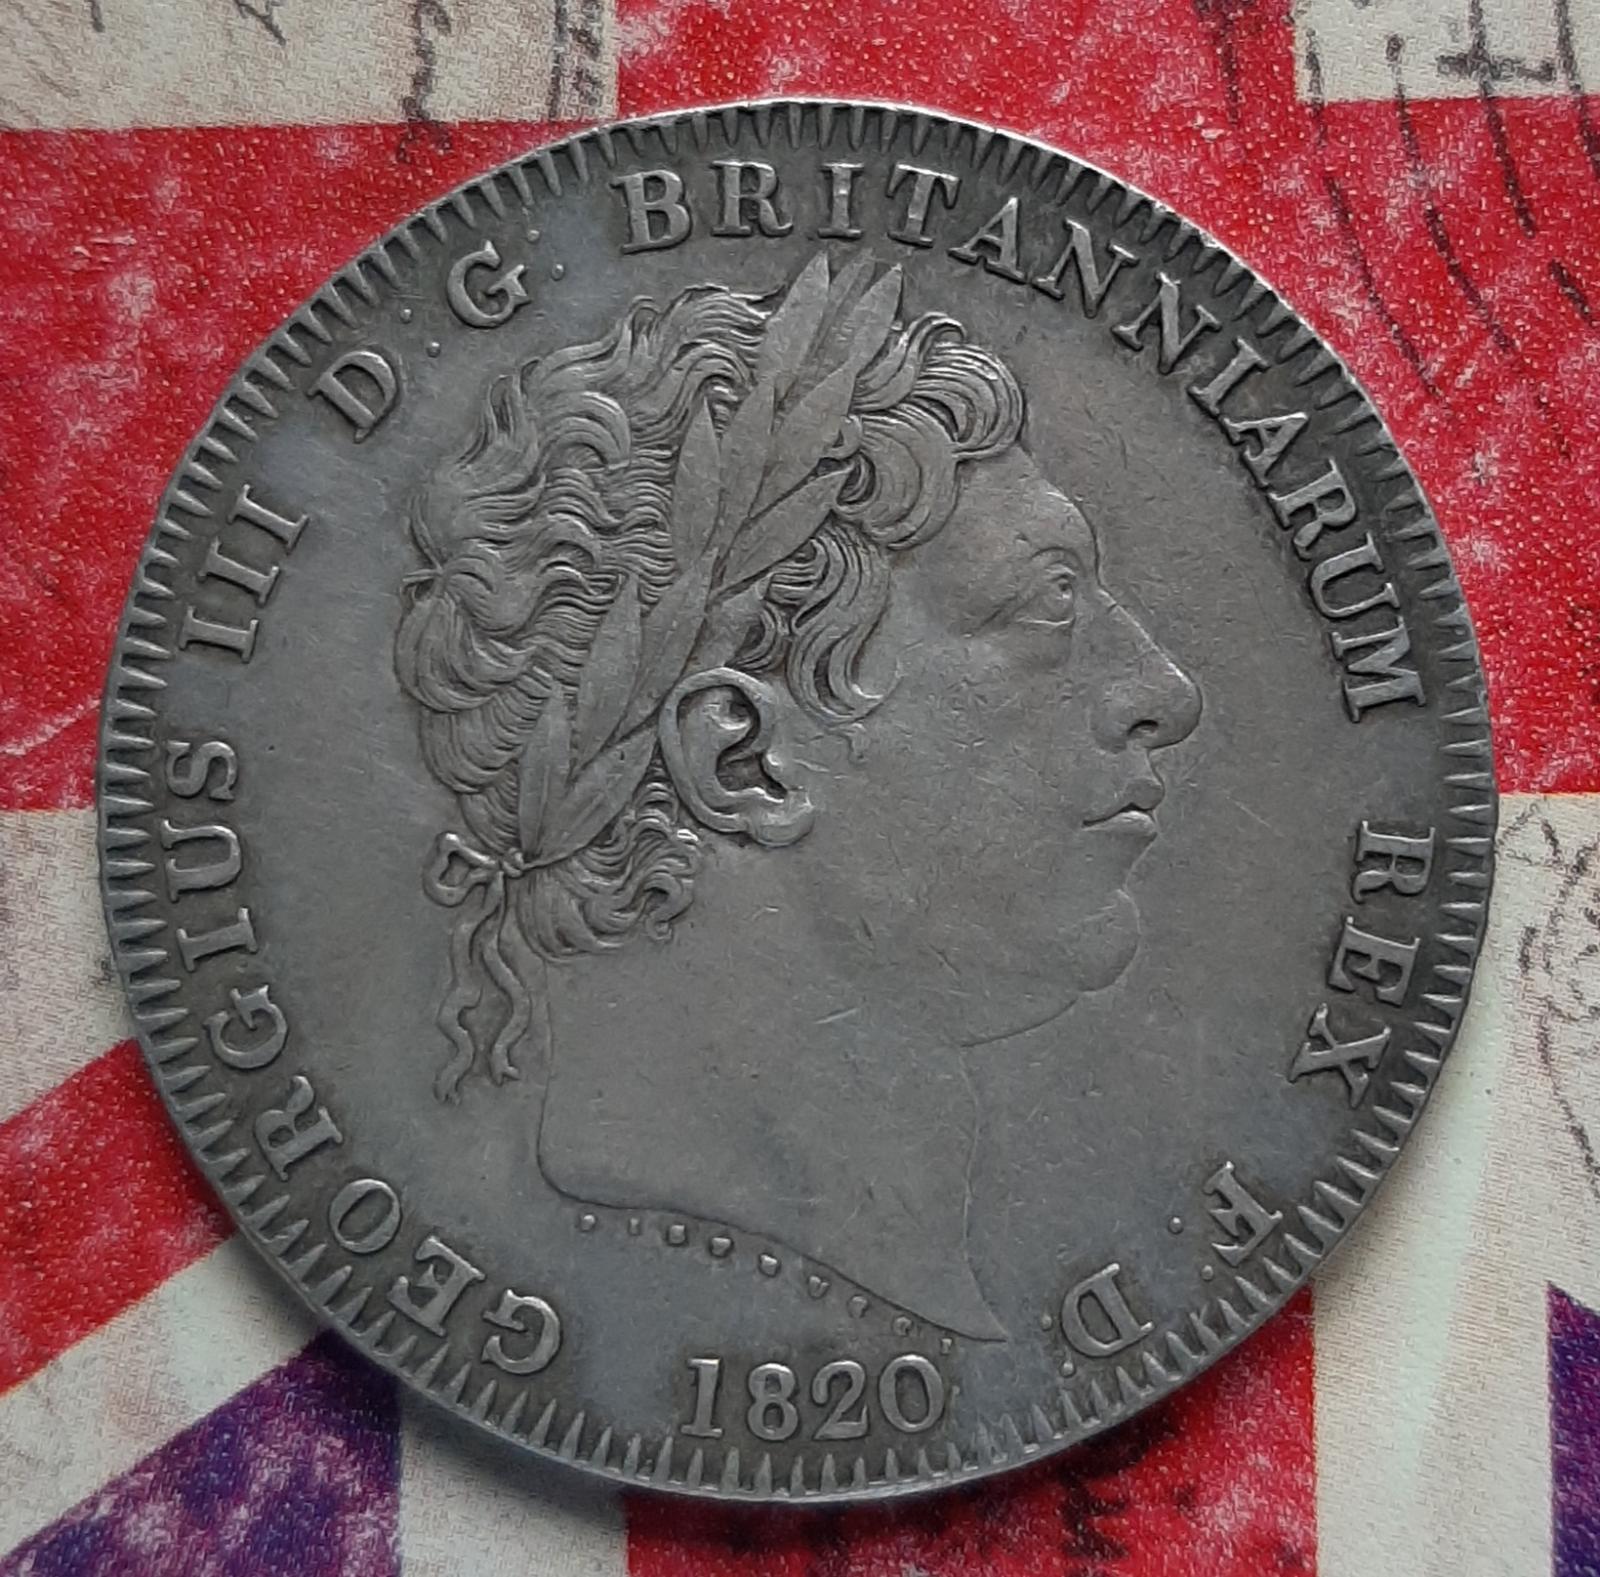 GEORGIUS III D: G: BRITANNIARUM REX F: D:
1820